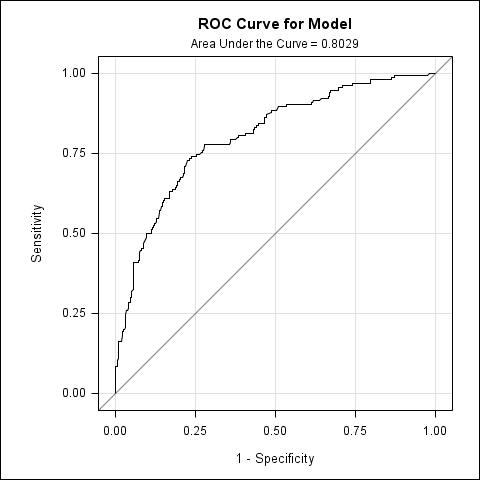 ROC Curve for Model
Area Under the Curve = 0.8029
1.00
0.75
0.50
0.25
0.00
Sensitivity
0.00 0.25 0.50 0.75 1.00
1 - Specificity